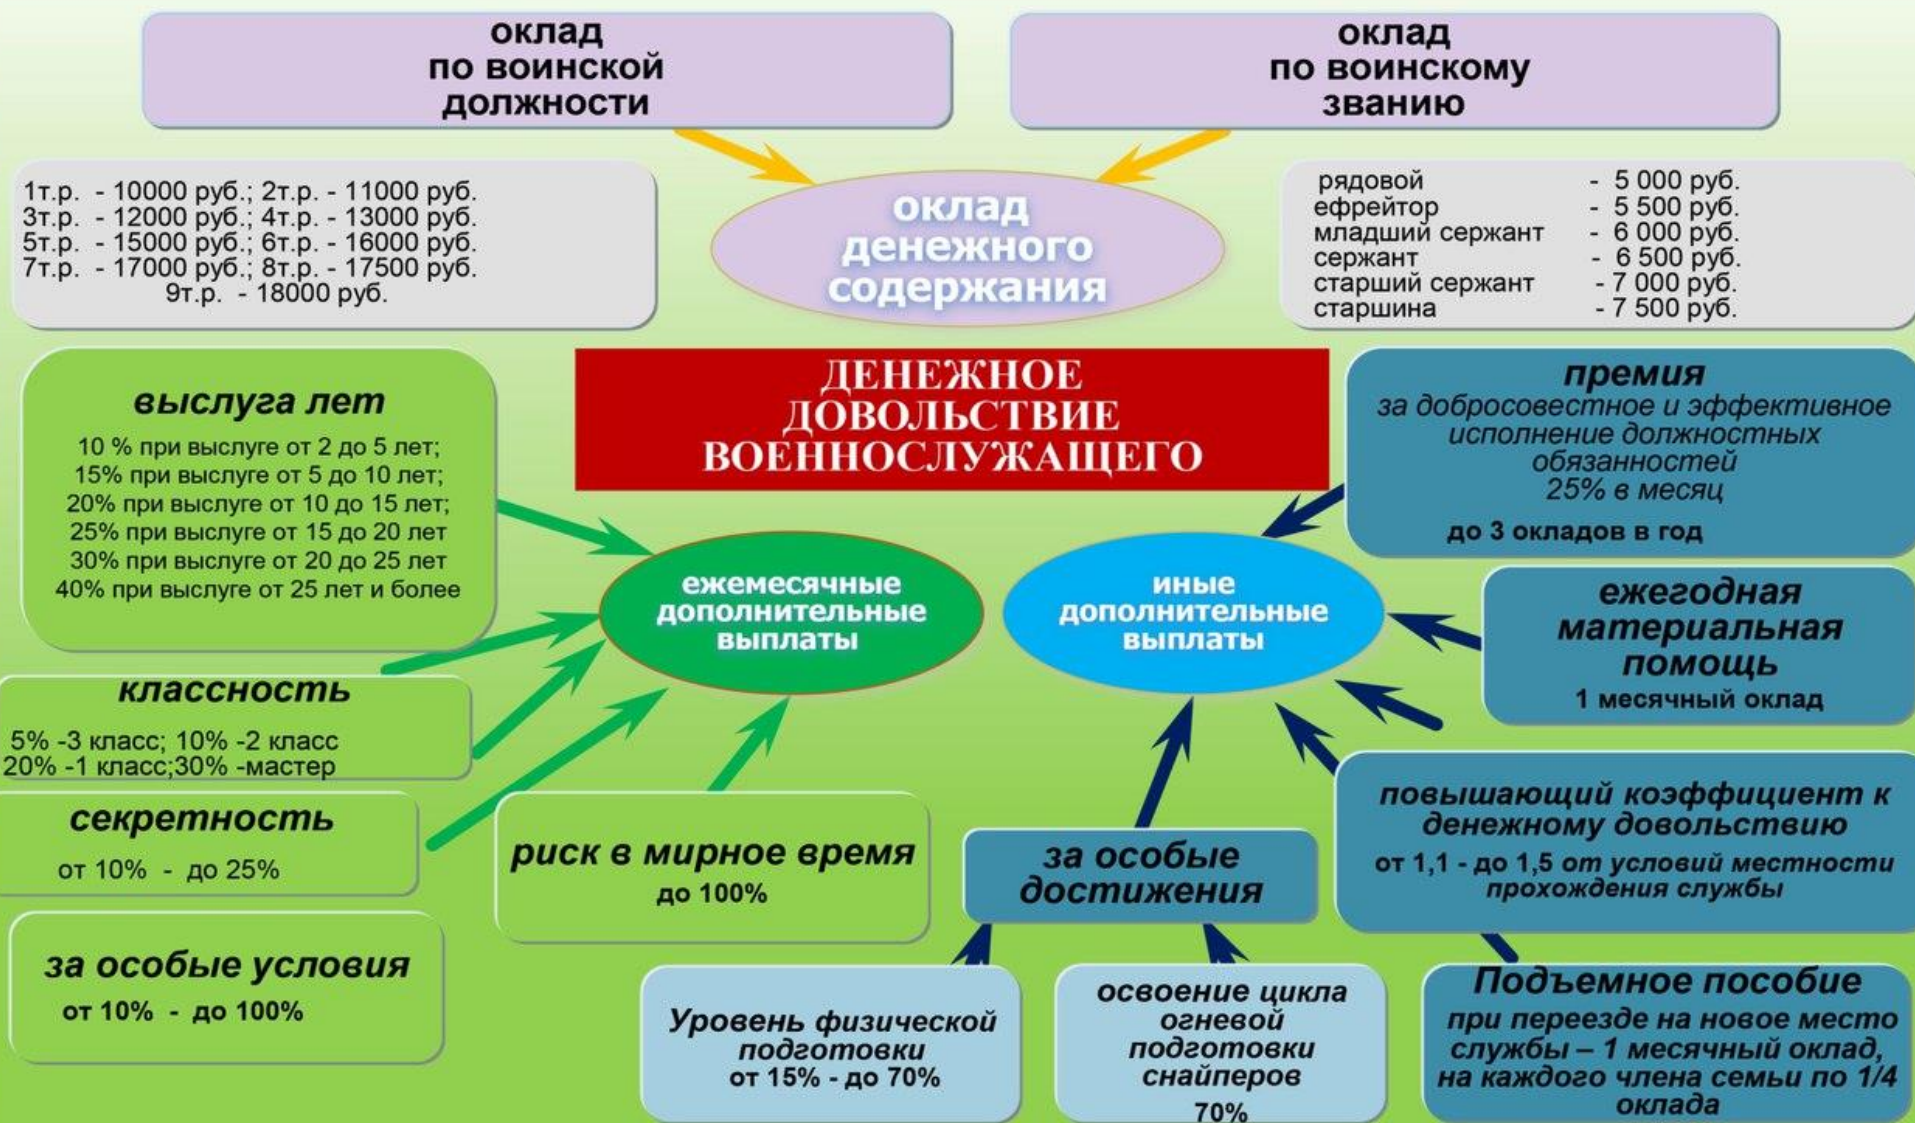 оклад
по воинской
должности
оклад
по воинскому
званию
1т.р. - 10000 руб.; 2т.р. - 11000 руб.
3т.р. - 12000 руб.; 4т.р. - 13000 руб.
5т.р. - 15000 руб.; 6т.р. - 16000 руб.
7т.р. - 17000 руб.; 8т.р. - 17500 руб.
9т.р. - 18000 руб.
оклад
денежного
содержания
рядовой - 5 000 руб.
ефрейтор - 5 500 руб.
младший сержант - 6 000 руб.
сержант - 6 500 руб.
старший сержант - 7 000 руб.
старшина - 7 500 руб.
ДЕНЕЖНОЕ
ДОВОЛЬСТВИЕ
ВОЕННОСЛУЖАЩЕГО
выслуга лет
10 % при выслуге от 2 до 5 лет;
15% при выслуге от 5 до 10 лет;
20% при выслуге от 10 до 15 лет;
25% при выслуге от 15 до 20 лет
30% при выслуге от 20 до 25 лет
40% при выслуге от 25 лет и более
премия
за добросовестное и эффективное
исполнение должностных
обязанностей
25% в месяц
до 3 окладов в год
ежемесячные
дополнительные
выплаты
иные
дополнительные
выплаты
ежегодная
материальная
помощь
1 месячный оклад
классность
5% -3 класс; 10% -2 класс
20% -1 класс;30% -мастер
секретность
от 10% - до 25%
риск в мирное время
до 100%
за особые
достижения
повышающий коэффициент к
денежному довольствию
от 1,1 - до 1,5 от условий местности
прохождения службы
за особые условия
от 10% - до 100%
Уровень физической
подготовки
от 15% - до 70%
освоение цикла
огневой
подготовки
снайперов
70%
Подъемное пособие
при переезде на новое место
службы – 1 месячный оклад,
на каждого члена семьи по 1/4
оклада